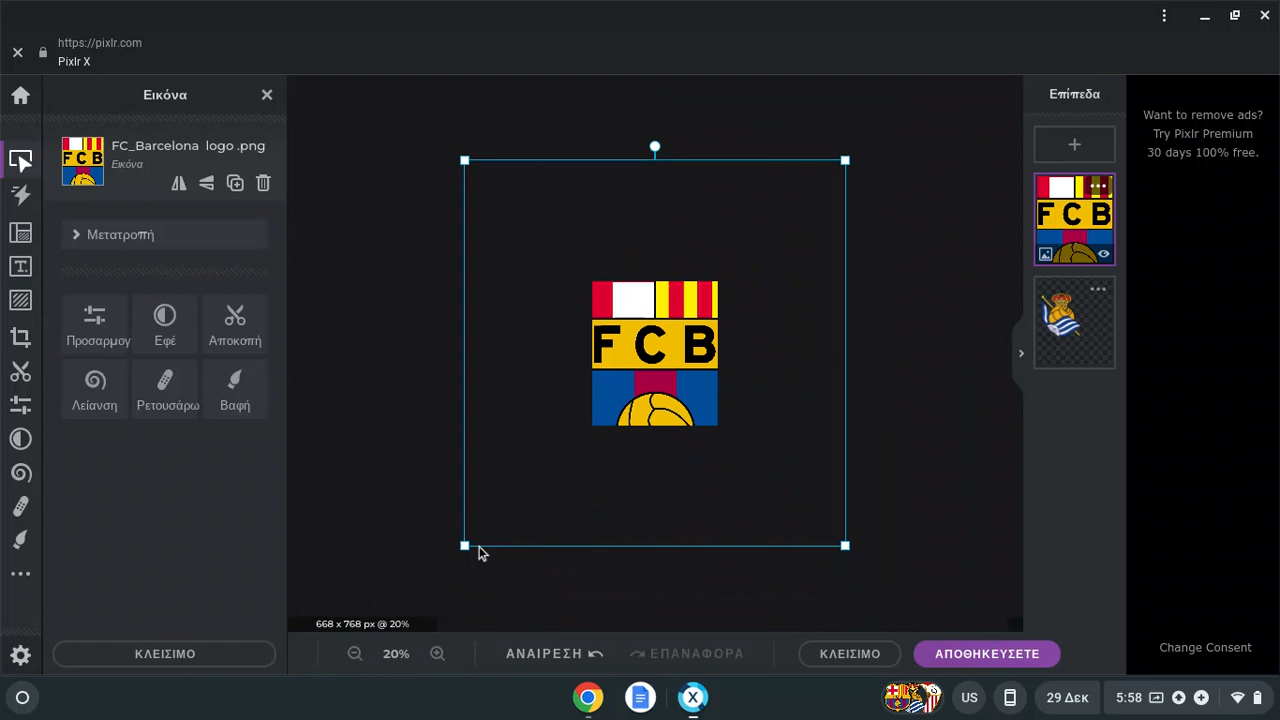 https://pixlr.com
Pixlr X
Εικόνα
FC_Barcelona logo .png
Εικόνα
Μετατροπή
Προσαρμογ
Εφέ
Αποκοπή
Λείανση
Ρετουσάρω
Βαφή
ΚΛΕΙΣΙΜΟ
F C B
668 x 768 px @ 20%
20%
ΑΝΑΙΡΕΣΗ
ΕΠΑΝΑΦΟΡΑ
ΚΛΕΙΣΙΜΟ
ΑΠΟΘΗΚΕΥΣΕΤΕ
Επίπεδα
F C B
Want to remove ads?
Try Pixlr Premium
30 days 100% free.
Change Consent
US
29 Δεκ
5:58